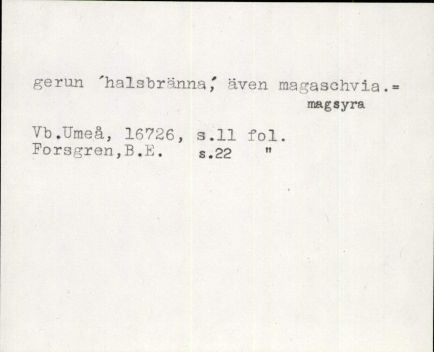 gerun ´halsbränna,´ även magaschvia.=
magsyra
Vb.Umeå, 16726, s.11 fol.
Forsgren,B.E. s.22 "